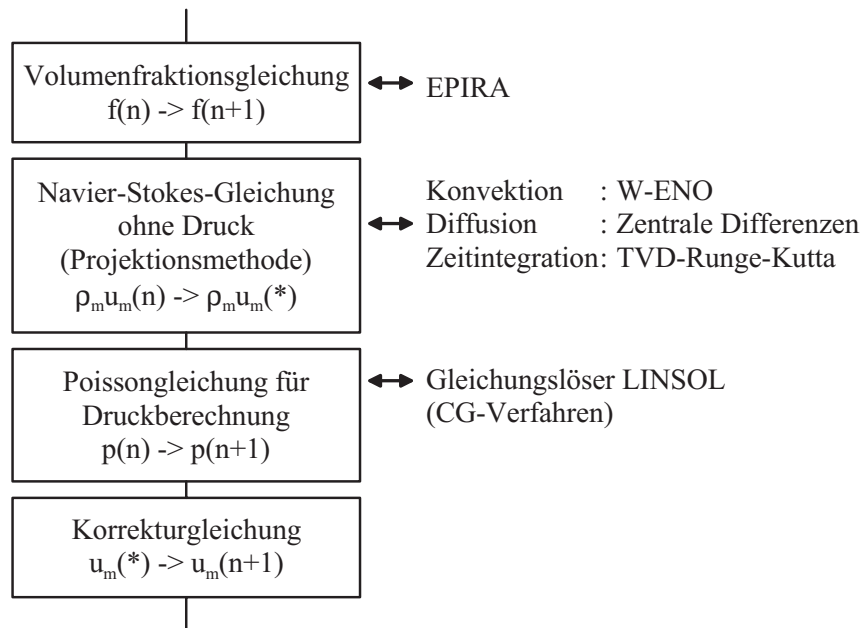 Volumenfraktionsgleichung
f(n) -> f(n+1)
EPIRA
Navier-Stokes-Gleichung
ohne Druck
(Projektionsmethode)
ρₘuₘ(n) -> ρₘuₘ(*)
Konvektion : W-ENO
Diffusion : Zentrale Differenzen
Zeitintegration: TVD-Runge-Kutta
Poissongleichung für
Druckberechnung
p(n) -> p(n+1)
Gleichungslöser LINSOL
(CG-Verfahren)
Korrekturgleichung
uₘ(*) -> uₘ(n+1)